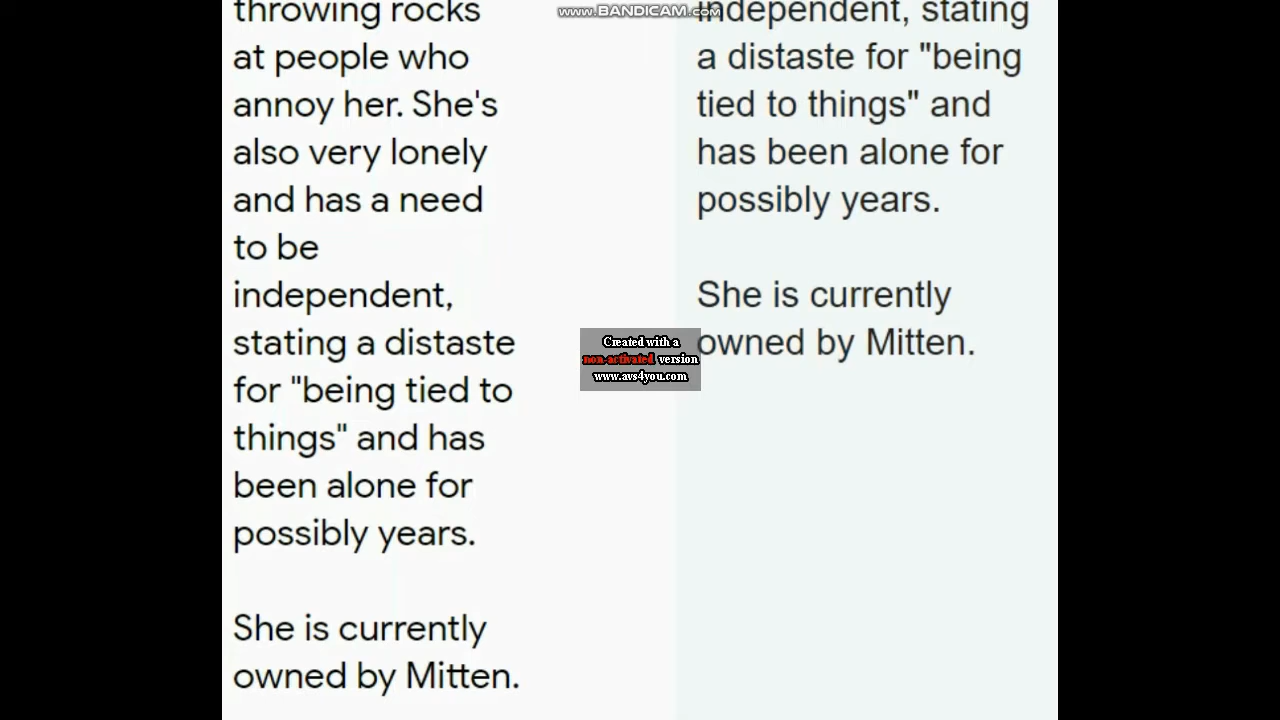 www.BANDICAM.com
throwing rocks
at people who
annoy her. She's
also very lonely
and has a need
to be
independent,
stating a distaste
for "being tied to
things" and has
been alone for
possibly years.
She is currently
owned by Mitten.
independent, stating
a distaste for "being
tied to things" and
has been alone for
possibly years.
She is currently
owned by Mitten.
Created with a
non-activated version
www.avs4you.com